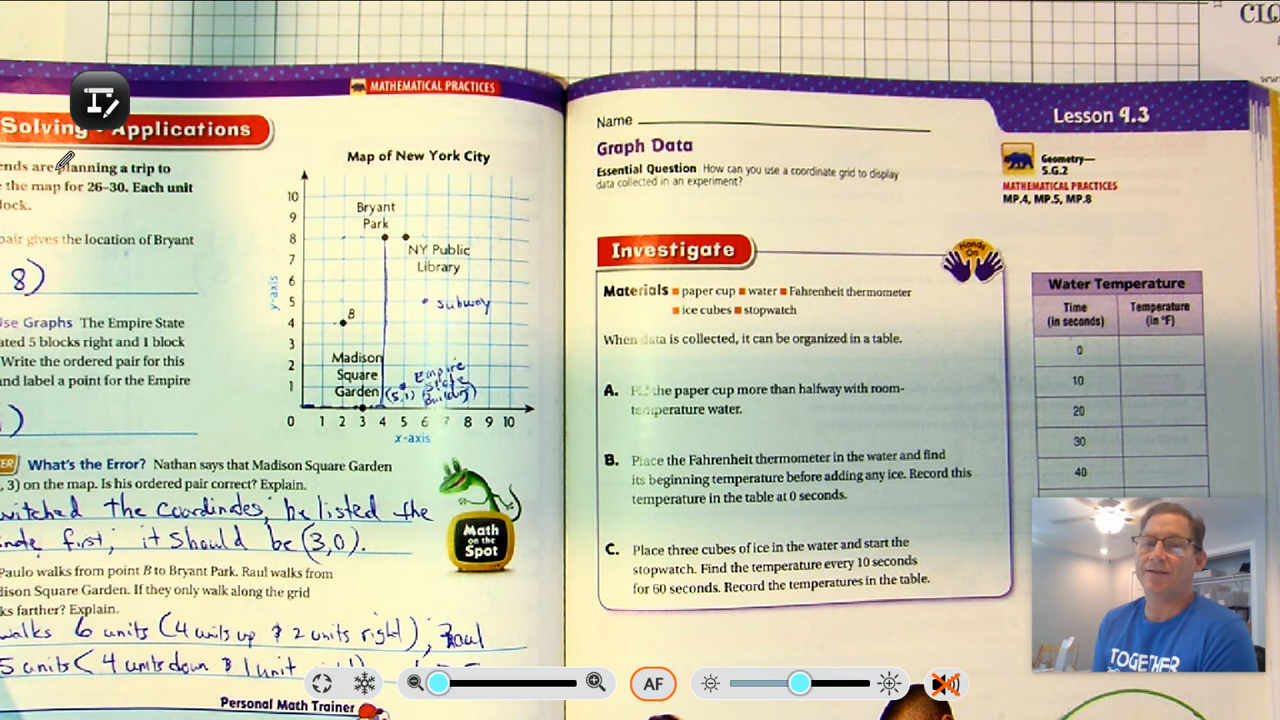 CIO
MATHEMATICAL PRACTICES
Solving • Applications
ends are planning a trip to
the map for 26–30. Each unit
lock.
pair gives the location of Bryant
8)
Use Graphs The Empire State
ated 5 blocks right and 1 block
Write the ordered pair for this
and label a point for the Empire
)
Map of New York City
10
9
8
7
6
5
4
3
2
1
0
1 2 3 4 5 6 7 8 9 10
y-axis
x-axis
Bryant
Park
NY Public
Library
subway
B
Madison
Square
Garden
(5,1)
Empire
State
Building
What's the Error? Nathan says that Madison Square Garden
, 3) on the map. Is his ordered pair correct? Explain.
witched the coordinates; he listed the
first; it should be (3,0).
Paulo walks from point B to Bryant Park. Raul walks from
dison Square Garden. If they only walk along the grid
ks farther? Explain.
walks 6 units (4 units up & 2 units right); Raul
5 units (4 units down & 1 unit
Math
on the
Spot
Personal Math Trainer
Name
Lesson 9.3
Graph Data
Essential Question How can you use a coordinate grid to display
data collected in an experiment?
Geometry—
5.G.2
MATHEMATICAL PRACTICES
MP.4, MP.5, MP.8
Investigate
Hands
On
Materials ■ paper cup ■ water ■ Fahrenheit thermometer
■ ice cubes ■ stopwatch
When data is collected, it can be organized in a table.
A. Fill the paper cup more than halfway with room-
temperature water.
B. Place the Fahrenheit thermometer in the water and find
its beginning temperature before adding any ice. Record this
temperature in the table at 0 seconds.
C. Place three cubes of ice in the water and start the
stopwatch. Find the temperature every 10 seconds
for 60 seconds. Record the temperatures in the table.
Water Temperature
Time
(in seconds)
Temperature
(in °F)
0
10
20
30
40
TOGETHER
AF